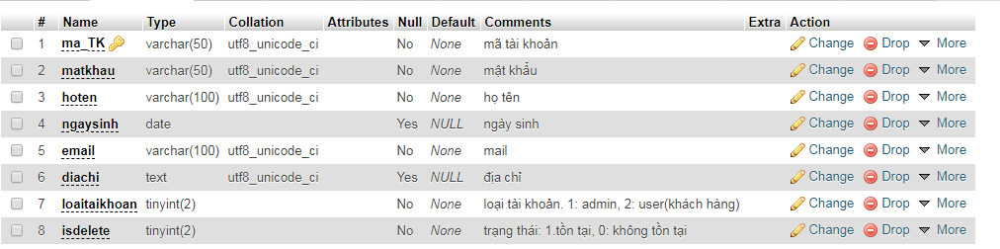 # Name Type Collation Attributes Null Default Comments Extra Action
1 ma_TK varchar(50) utf8_unicode_ci No None mã tài khoản Change Drop More
2 matkhau varchar(50) utf8_unicode_ci No None mật khẩu Change Drop More
3 hoten varchar(100) utf8_unicode_ci No None họ tên Change Drop More
4 ngaysinh date Yes NULL ngày sinh Change Drop More
5 email varchar(100) utf8_unicode_ci No None mail Change Drop More
6 diachi text utf8_unicode_ci Yes NULL địa chỉ Change Drop More
7 loaitaikhoan tinyint(2) No None loại tài khoản. 1: admin, 2: user(khách hàng) Change Drop More
8 isdelete tinyint(2) No None trạng thái: 1.tồn tại, 0: không tồn tại Change Drop More